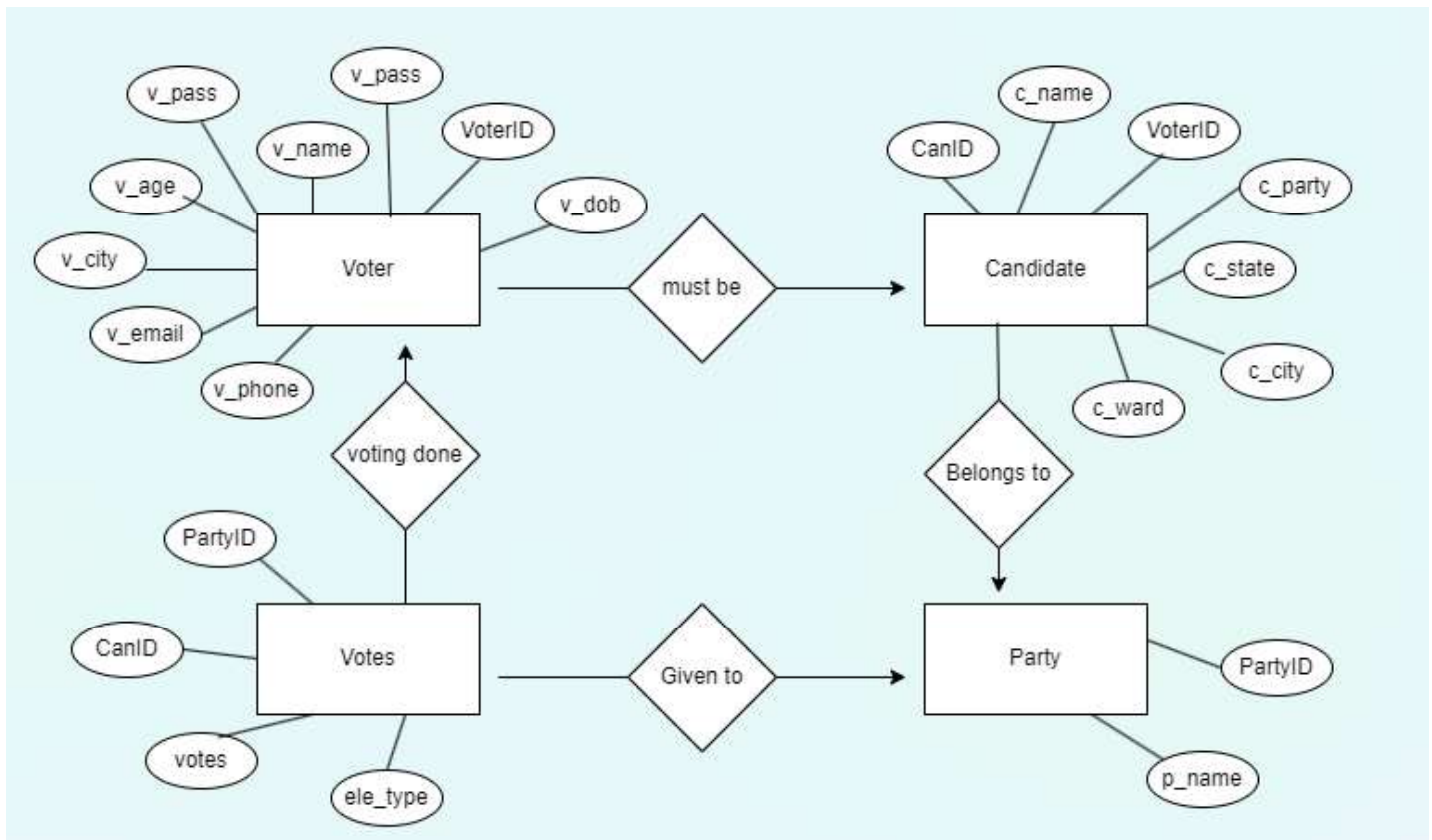 v_pass
v_pass
c_name
v_name
VoterID
CanID
VoterID
v_age
v_dob
c_party
v_city
Voter
must be
Candidate
c_state
v_email
v_phone
c_city
c_ward
voting done
Belongs to
PartyID
CanID
Votes
Given to
Party
PartyID
votes
ele_type
p_name